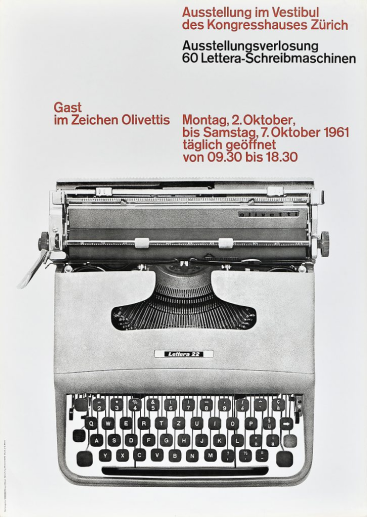 Ausstellung im Vestibul
des Kongresshauses Zürich
Ausstellungsverlosung
60 Lettera-Schreibmaschinen
Gast
im Zeichen Olivettis
Montag, 2. Oktober,
bis Samstag, 7. Oktober 1961
täglich geöffnet
von 09.30 bis 18.30
Lettera 22
Q W E R T Z U I O P
A S D F G H J K L
Y X C V B N M